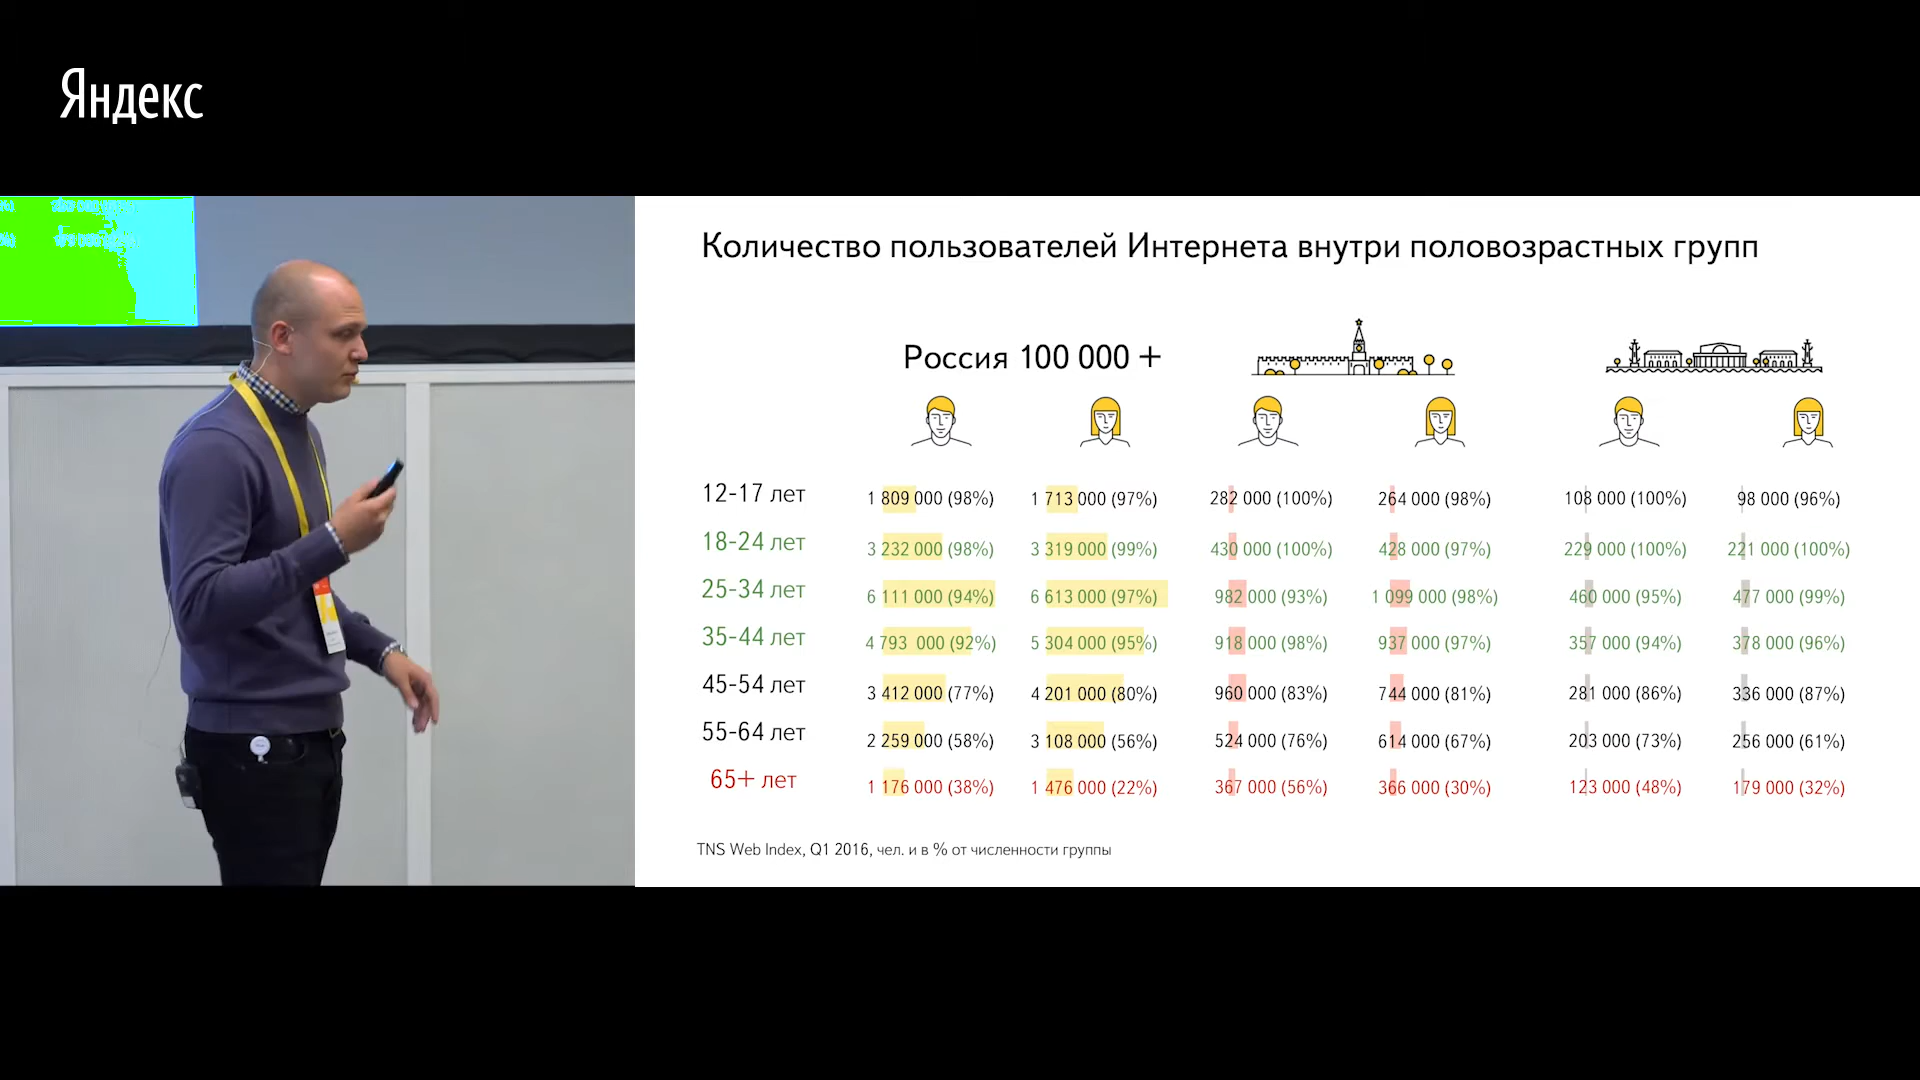 Яндекс
Количество пользователей Интернета внутри половозрастных групп
Россия 100 000 +
12-17 лет 1 809 000 (98%) 1 713 000 (97%) 282 000 (100%) 264 000 (98%) 108 000 (100%) 98 000 (96%)
18-24 лет 3 232 000 (98%) 3 319 000 (99%) 430 000 (100%) 428 000 (97%) 229 000 (100%) 221 000 (100%)
25-34 лет 6 111 000 (94%) 6 613 000 (97%) 982 000 (93%) 1 099 000 (98%) 460 000 (95%) 477 000 (99%)
35-44 лет 4 793 000 (92%) 5 304 000 (95%) 918 000 (98%) 937 000 (97%) 357 000 (94%) 378 000 (96%)
45-54 лет 3 412 000 (77%) 4 201 000 (80%) 960 000 (83%) 744 000 (81%) 281 000 (86%) 336 000 (87%)
55-64 лет 2 259 000 (58%) 3 108 000 (56%) 524 000 (76%) 614 000 (67%) 203 000 (73%) 256 000 (61%)
65+ лет 1 176 000 (38%) 1 476 000 (22%) 367 000 (56%) 366 000 (30%) 123 000 (48%) 179 000 (32%)
TNS Web Index, Q1 2016, чел. и в % от численности группы